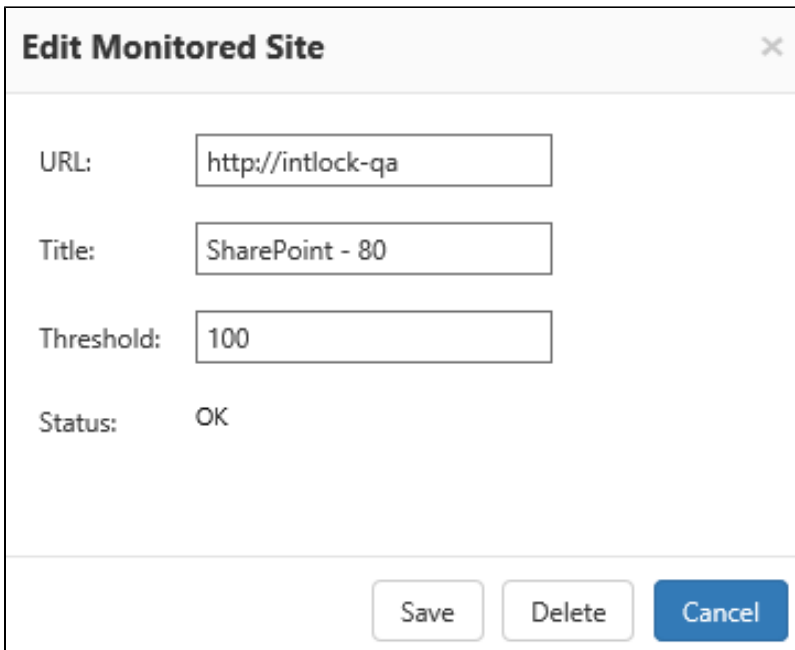 Edit Monitored Site ×
URL: http://intlock-qa
Title: SharePoint - 80
Threshold: 100
Status: OK
Save Delete Cancel